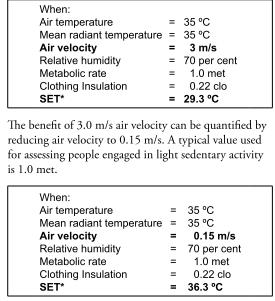 When:
Air temperature = 35 ºC
Mean radiant temperature = 35 ºC
Air velocity = 3 m/s
Relative humidity = 70 per cent
Metabolic rate = 1.0 met
Clothing Insulation = 0.22 clo
SET* = 29.3 ºC
The benefit of 3.0 m/s air velocity can be quantified by
reducing air velocity to 0.15 m/s. A typical value used
for assessing people engaged in light sedentary activity
is 1.0 met.
When:
Air temperature = 35 ºC
Mean radiant temperature = 35 ºC
Air velocity = 0.15 m/s
Relative humidity = 70 per cent
Metabolic rate = 1.0 met
Clothing Insulation = 0.22 clo
SET* = 36.3 ºC